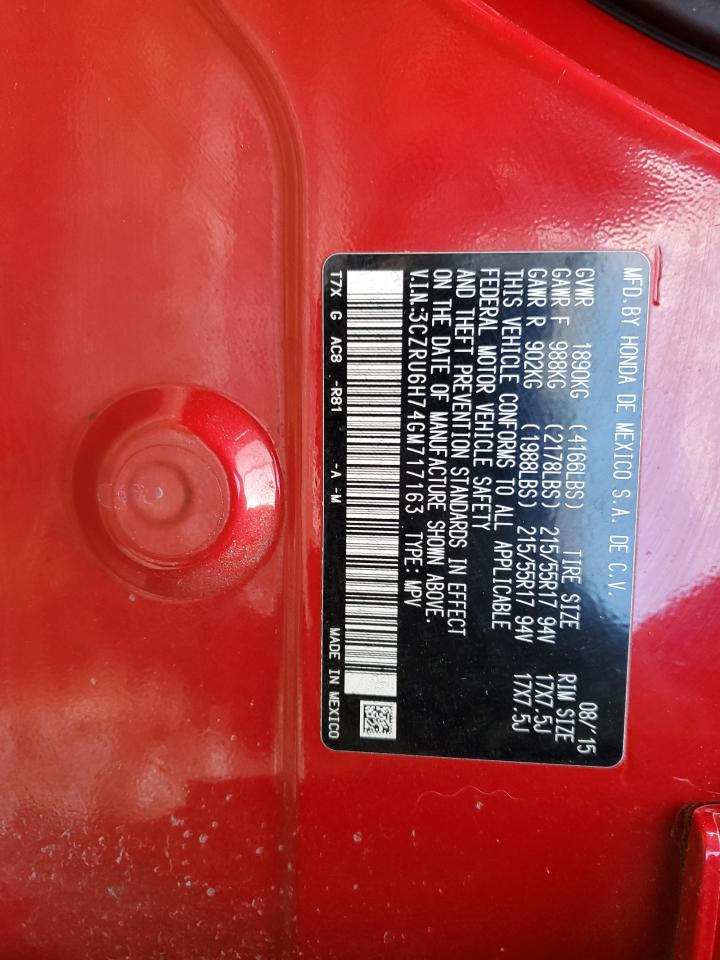 MFD.BY HONDA DE MEXICO S.A. DE C.V. 08/'15
GVWR 1890KG (4166LBS) TIRE SIZE RIM SIZE
GAWR F 988KG (2178LBS) 215/55R17 94V 17X7.5J
GAWR R 902KG (1988LBS) 215/55R17 94V 17X7.5J
THIS VEHICLE CONFORMS TO ALL APPLICABLE
FEDERAL MOTOR VEHICLE SAFETY
AND THEFT PREVENTION STANDARDS IN EFFECT
ON THE DATE OF MANUFACTURE SHOWN ABOVE.
V.I.N:3CZRU6H74GM717163 TYPE: MPV
T7X G AC8 -R81 -A -M MADE IN MEXICO